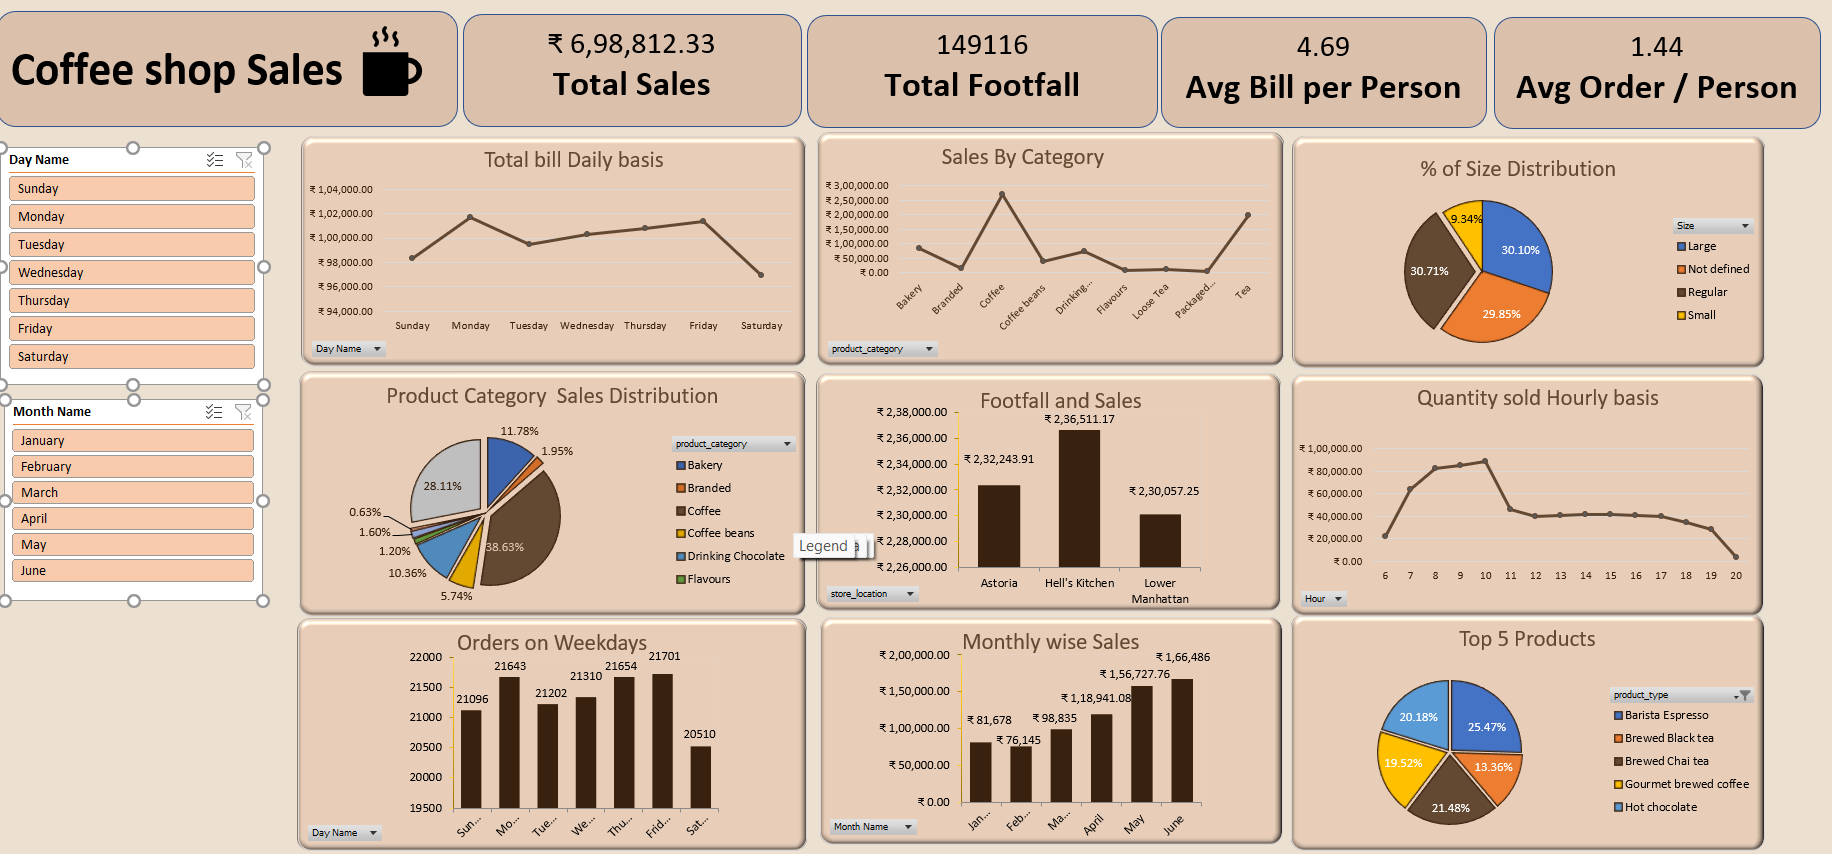 Coffee shop Sales
₹ 6,98,812.33
Total Sales
149116
Total Footfall
4.69
Avg Bill per Person
1.44
Avg Order / Person
Day Name
Sunday
Monday
Tuesday
Wednesday
Thursday
Friday
Saturday
Month Name
January
February
March
April
May
June
Total bill Daily basis
₹ 1,04,000.00
₹ 1,02,000.00
₹ 1,00,000.00
₹ 98,000.00
₹ 96,000.00
₹ 94,000.00
Sunday Monday Tuesday Wednesday Thursday Friday Saturday
Day Name
Sales By Category
₹ 3,00,000.00
₹ 2,50,000.00
₹ 2,00,000.00
₹ 1,50,000.00
₹ 1,00,000.00
₹ 50,000.00
₹ 0.00
Bakery
Branded
Coffee
Coffee beans
Drinking...
Flavours
Loose Tea
Packaged...
Tea
product_category
% of Size Distribution
9.34%
30.10%
30.71%
29.85%
Size
Large
Not defined
Regular
Small
Product Category  Sales Distribution
11.78%
1.95%
28.11%
0.63%
1.60%
1.20%
38.63%
10.36%
5.74%
product_category
Bakery
Branded
Coffee
Coffee beans
Drinking Chocolate
Flavours
Legend
Footfall and Sales
₹ 2,38,000.00
₹ 2,36,000.00
₹ 2,34,000.00
₹ 2,32,000.00
₹ 2,30,000.00
₹ 2,28,000.00
₹ 2,26,000.00
₹ 2,32,243.91
₹ 2,36,511.17
₹ 2,30,057.25
Astoria
Hell's Kitchen
Lower
Manhattan
store_location
Quantity sold Hourly basis
₹ 1,00,000.00
₹ 80,000.00
₹ 60,000.00
₹ 40,000.00
₹ 20,000.00
₹ 0.00
6 7 8 9 10 11 12 13 14 15 16 17 18 19 20
Hour
Orders on Weekdays
22000
21500
21000
20500
20000
19500
21096
21643
21202
21310
21654
21701
20510
Sun...
Mo...
Tue...
We...
Thu...
Frid...
Sat...
Day Name
Monthly wise Sales
₹ 2,00,000.00
₹ 1,50,000.00
₹ 1,00,000.00
₹ 50,000.00
₹ 0.00
₹ 81,678
₹ 76,145
₹ 98,835
₹ 1,18,941.08
₹ 1,56,727.76
₹ 1,66,486
Jan...
Feb...
Ma...
April
May
June
Month Name
Top 5 Products
20.18%
25.47%
19.52%
13.36%
21.48%
product_type
Barista Espresso
Brewed Black tea
Brewed Chai tea
Gourmet brewed coffee
Hot chocolate